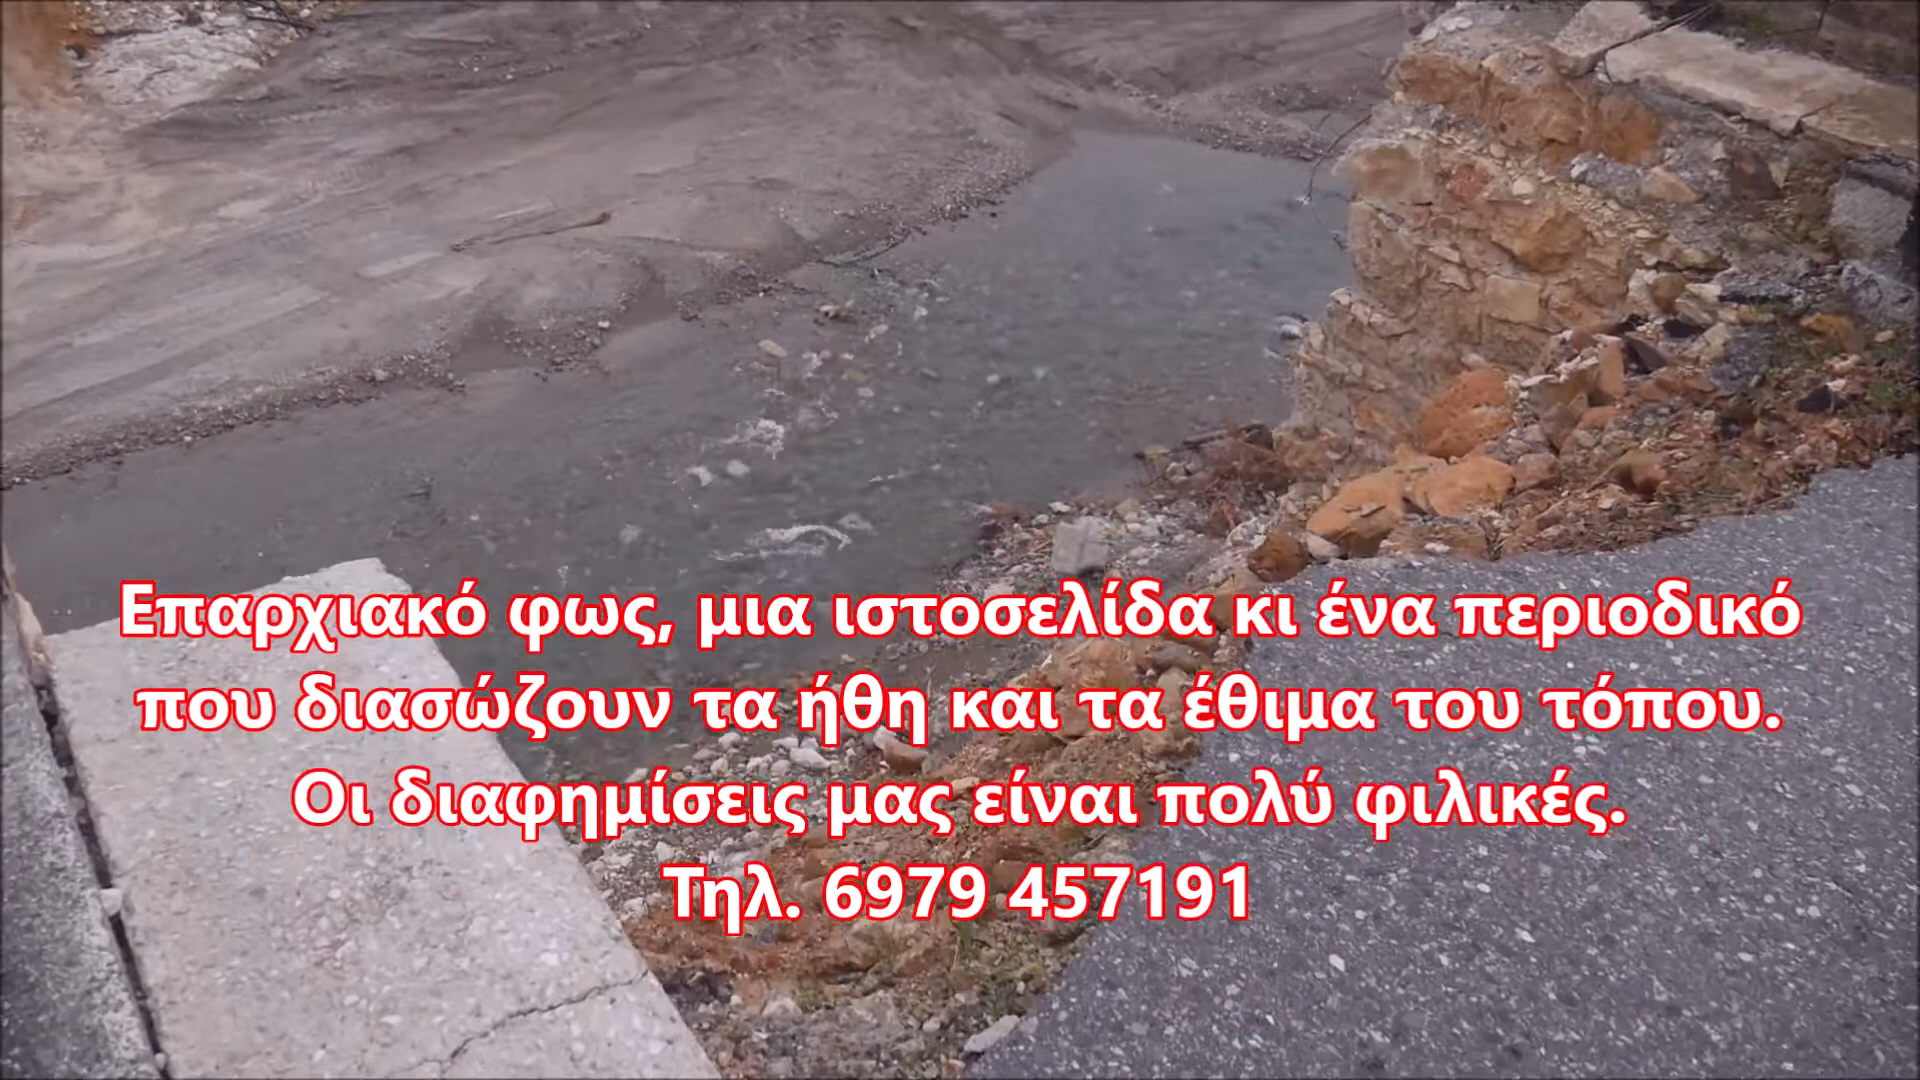 Επαρχιακό φως, μια ιστοσελίδα κι ένα περιοδικό
που διασώζουν τα ήθη και τα έθιμα του τόπου.
Οι διαφημίσεις μας είναι πολύ φιλικές.
Τηλ. 6979 457191